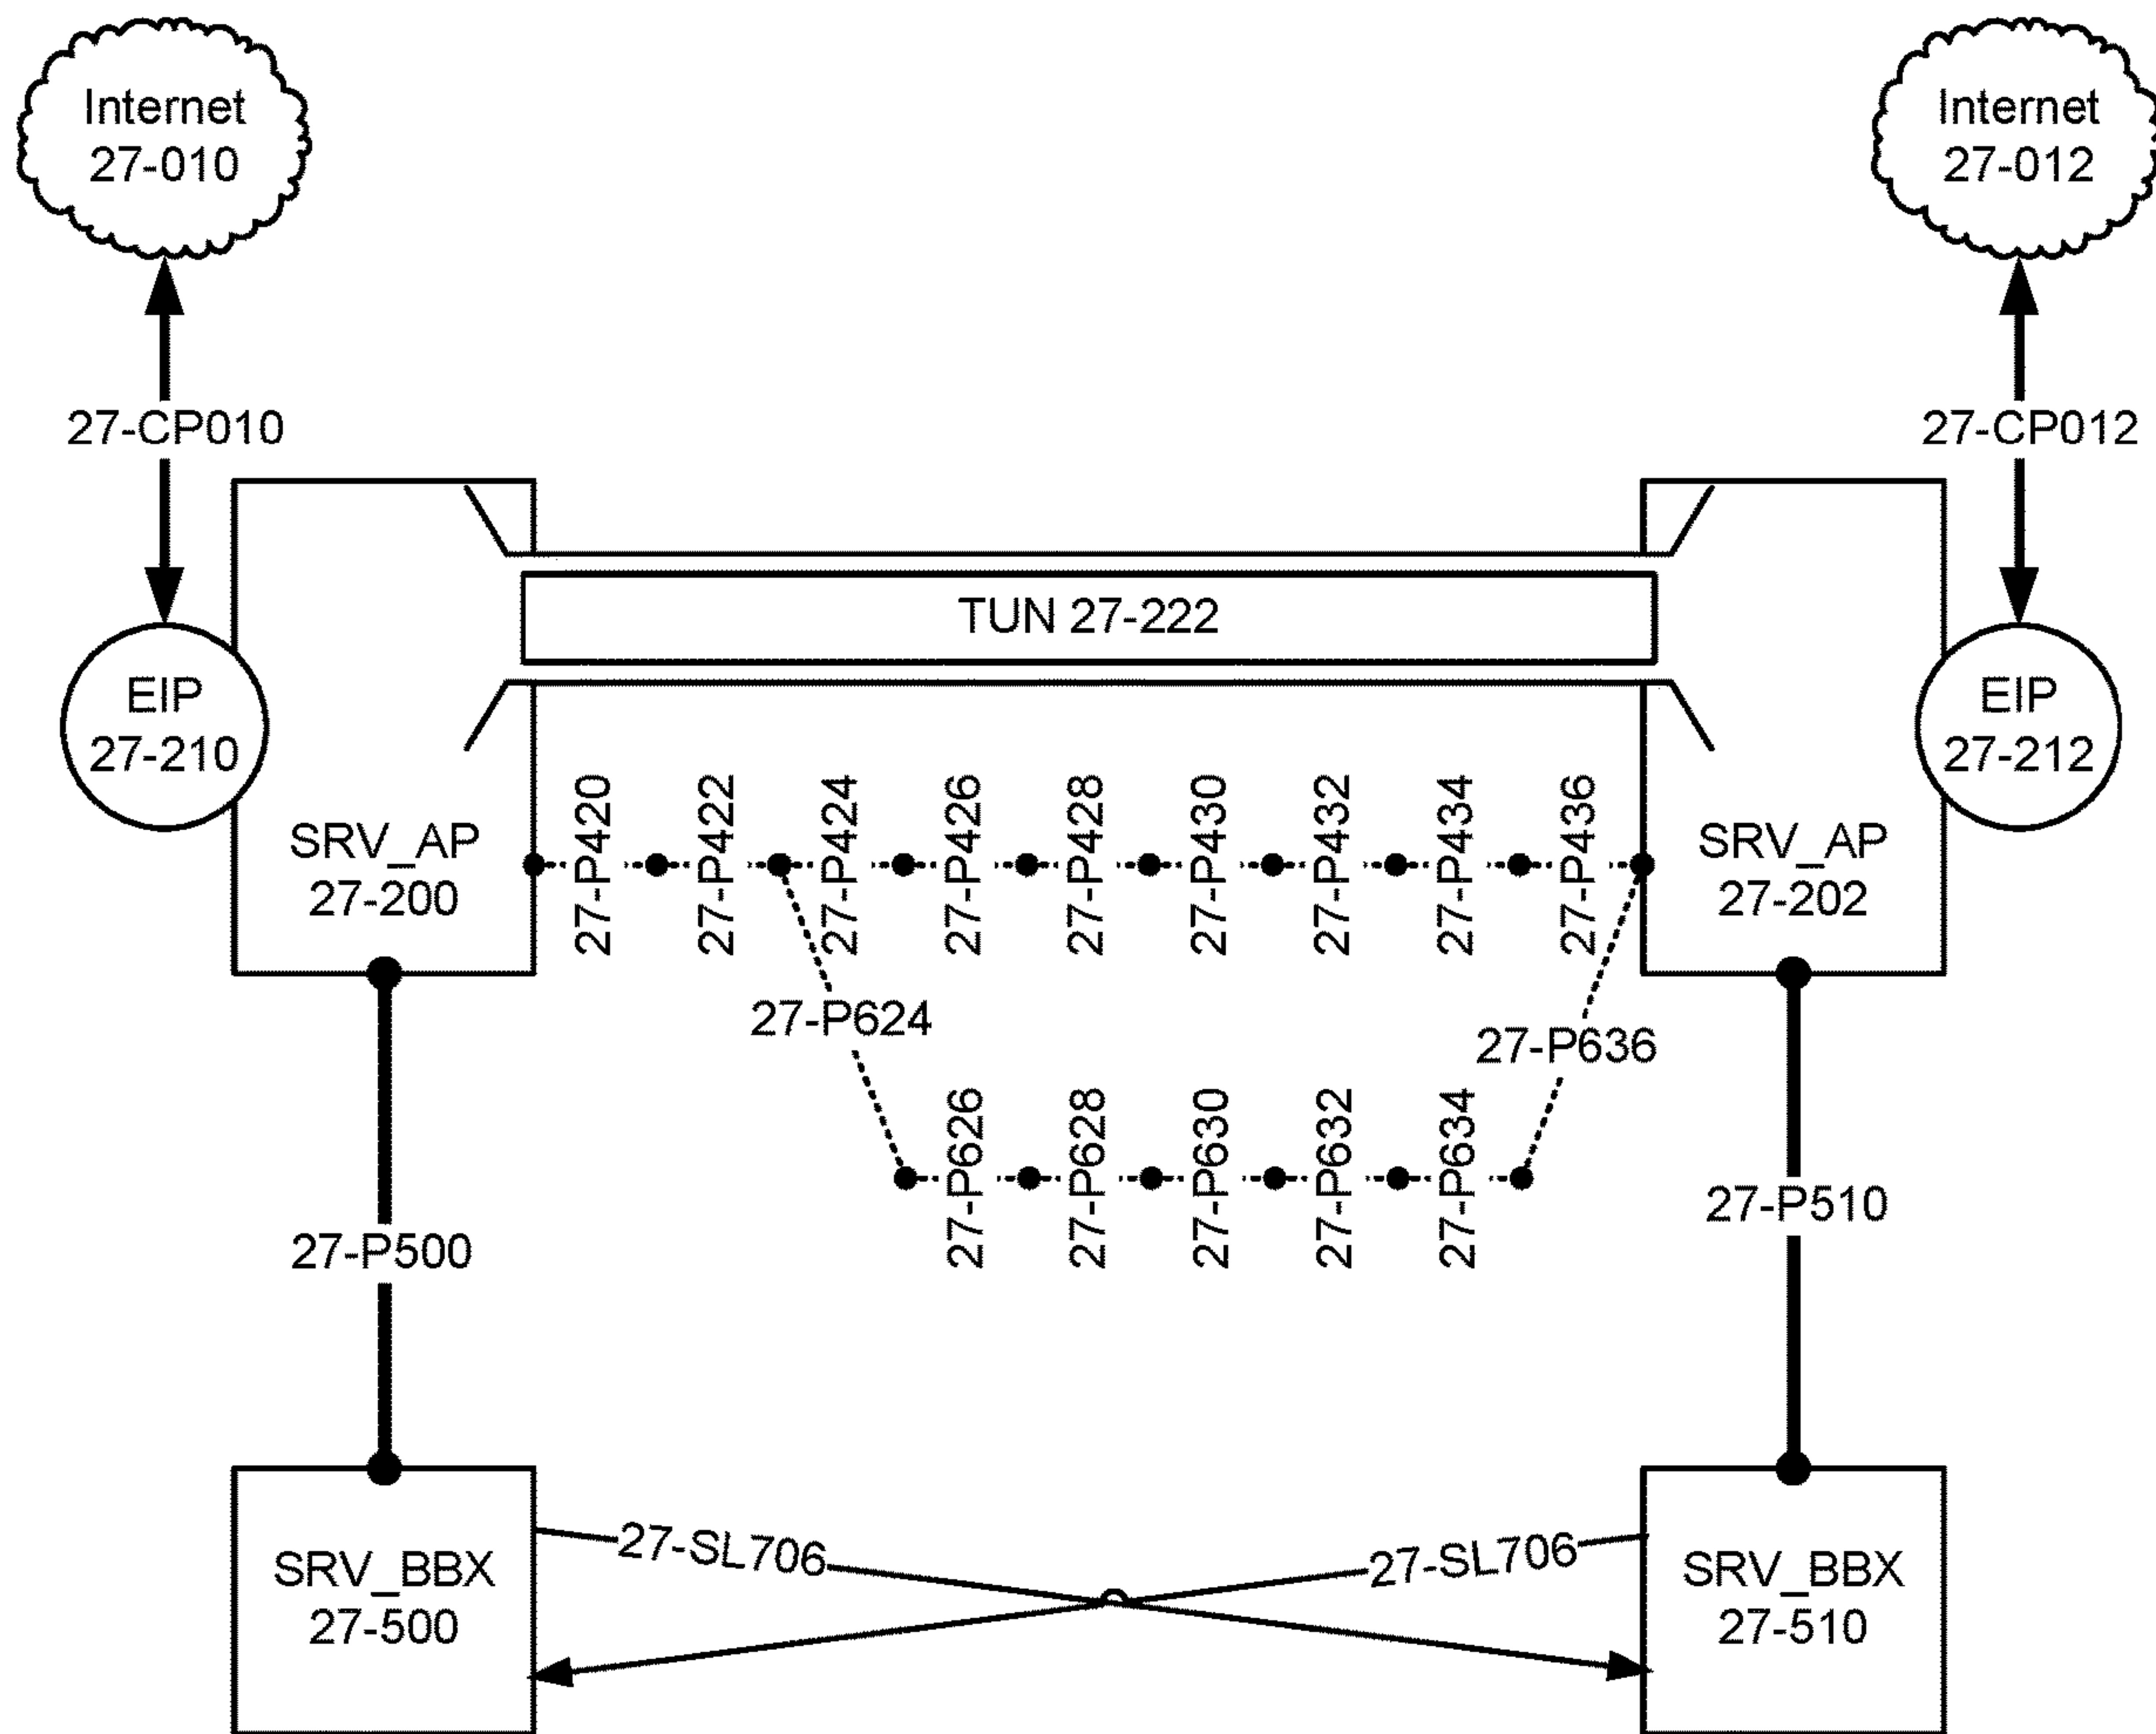 Internet
27-010
Internet
27-012
27-CP010
27-CP012
TUN 27-222
EIP
27-210
EIP
27-212
SRV_AP
27-200
27-P420
27-P422
27-P424
27-P426
27-P428
27-P430
27-P432
27-P434
27-P436
SRV_AP
27-202
27-P624
27-P636
27-P626
27-P628
27-P630
27-P632
27-P634
27-P500
27-P510
27-SL706
27-SL706
SRV_BBX
27-500
SRV_BBX
27-510